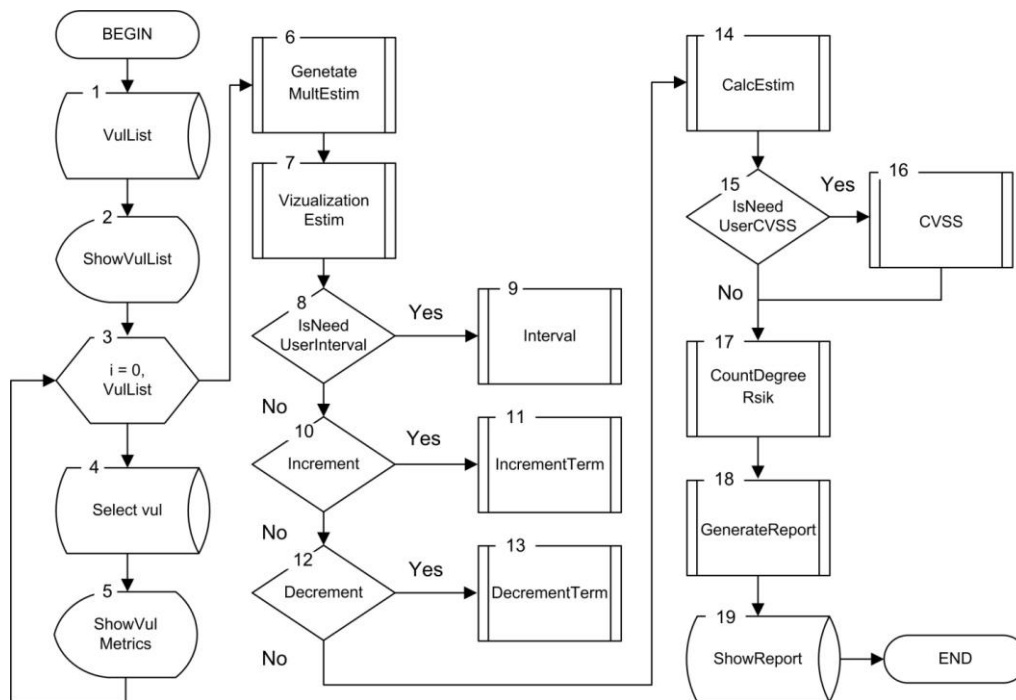 BEGIN
1
VulList
2
ShowVulList
3
i = 0,
VulList
4
Select vul
5
ShowVul
Metrics
6
Genetate
MultEstim
7
Vizualization
Estim
8
IsNeed
UserInterval
Yes
No
9
Interval
10
Increment
Yes
No
11
IncrementTerm
12
Decrement
Yes
No
13
DecrementTerm
14
CalcEstim
15
IsNeed
UserCVSS
Yes
No
16
CVSS
17
CountDegree
Rsik
18
GenerateReport
19
ShowReport
END